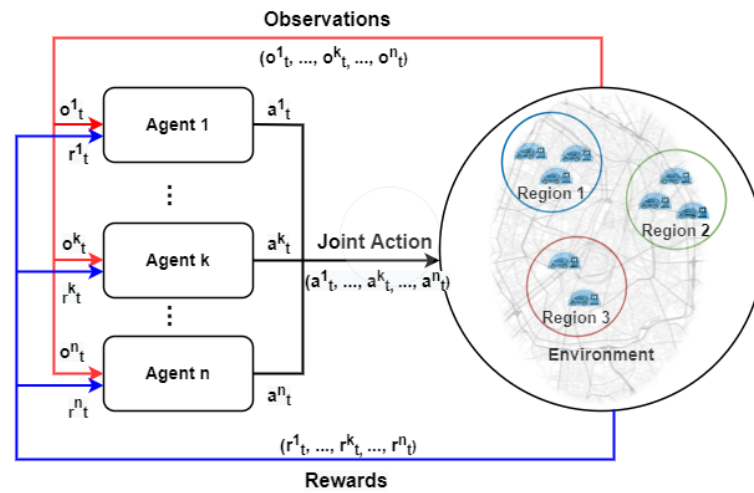 Observations
(o¹ₜ, ..., oᵏₜ, ..., oⁿₜ)
o¹ₜ
Agent 1
a¹ₜ
r¹ₜ
⋮
oᵏₜ
Agent k
aᵏₜ
rᵏₜ
Joint Action
(a¹ₜ, ..., aᵏₜ, ..., aⁿₜ)
⋮
oⁿₜ
Agent n
aⁿₜ
rⁿₜ
Region 1
Region 2
Region 3
Environment
(r¹ₜ, ..., rᵏₜ, ..., rⁿₜ)
Rewards